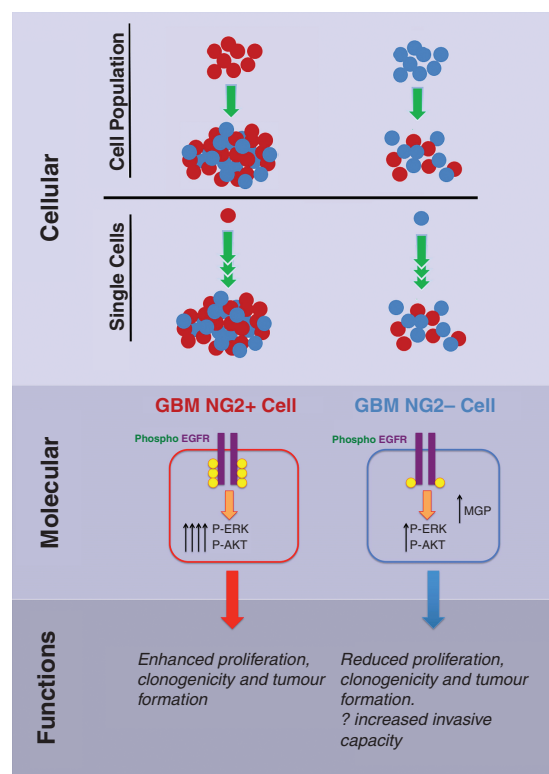 Cellular
Cell Population
Single Cells
Molecular
GBM NG2+ Cell
GBM NG2– Cell
Phospho EGFR
Phospho EGFR
P-ERK
P-AKT
P-ERK
P-AKT
MGP
Functions
Enhanced proliferation,
clonogenicity and tumour
formation
Reduced proliferation,
clonogenicity and tumour
formation.
? increased invasive
capacity